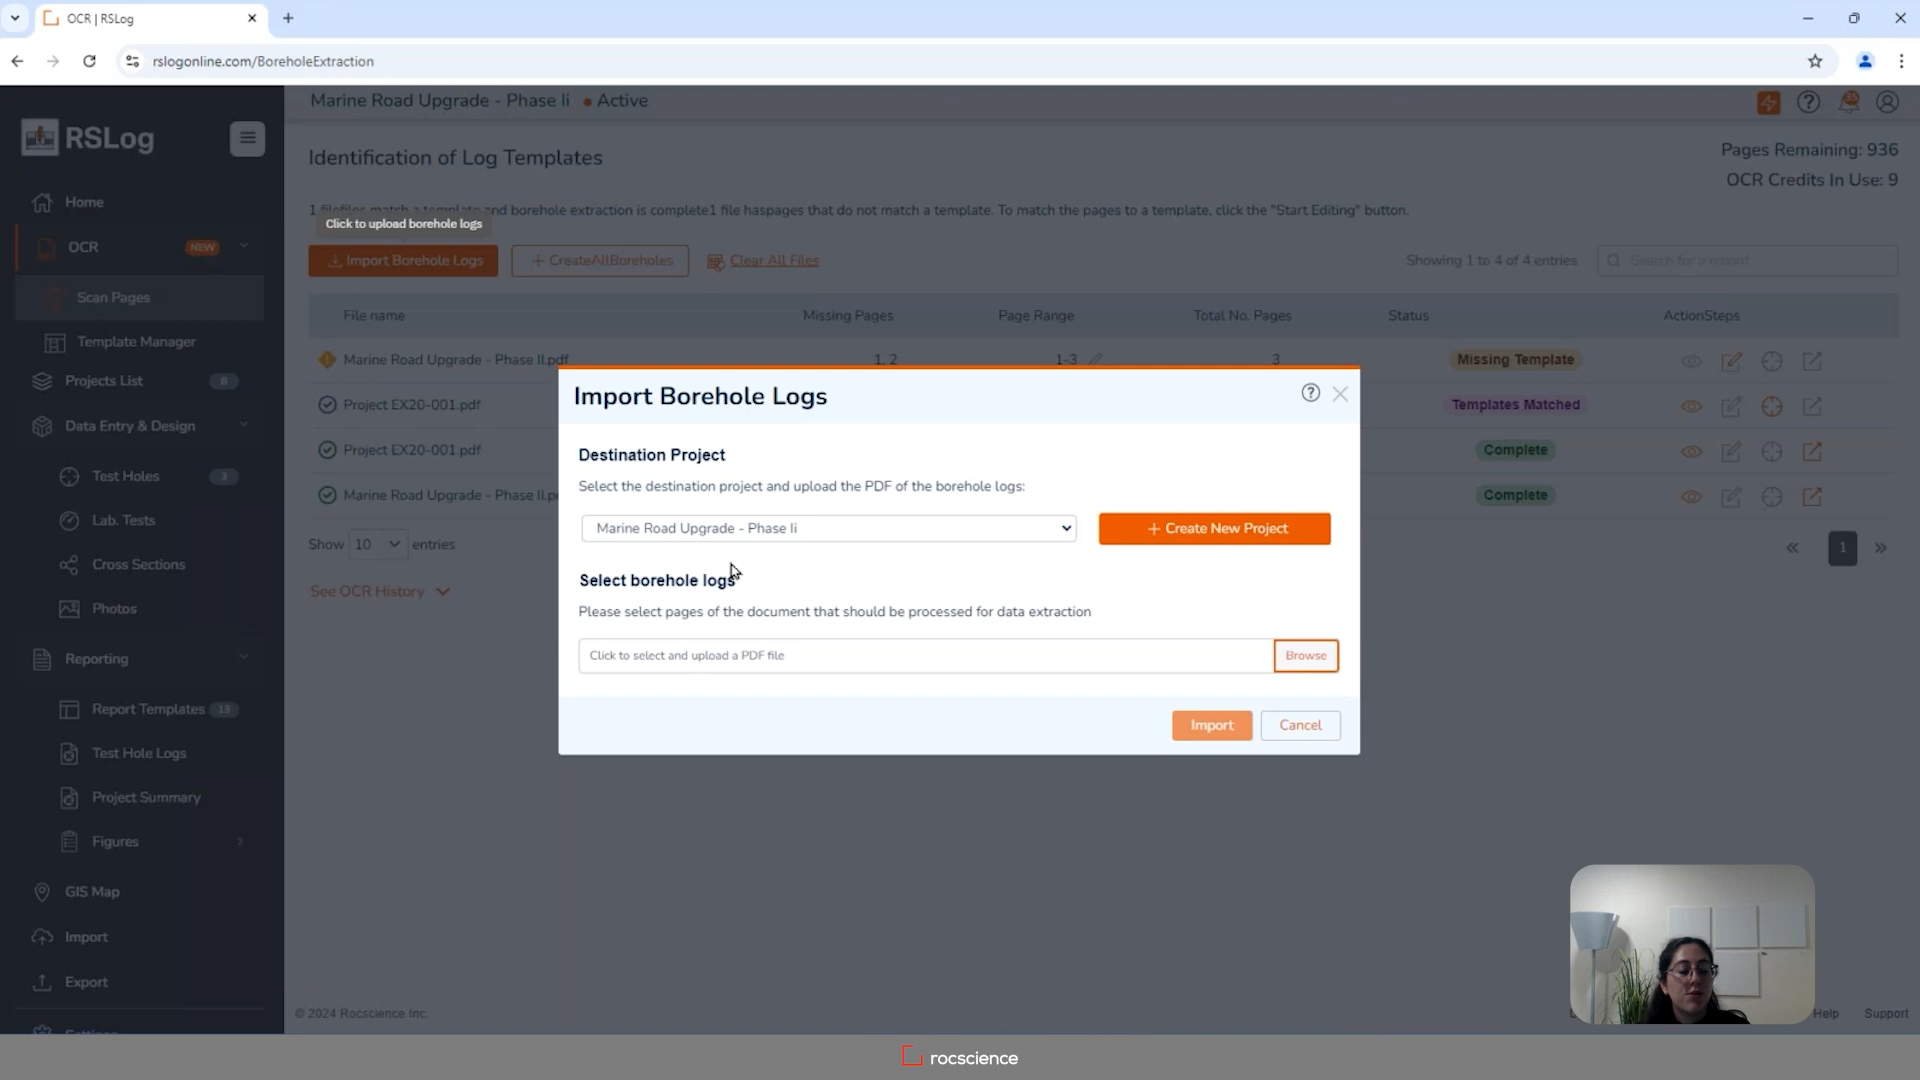 OCR | RSLog
rslogonline.com/BoreholeExtraction
RSLog
Home
OCR NEW
Scan Pages
Template Manager
Projects List 8
Data Entry & Design
Test Holes 3
Lab. Tests
Cross Sections
Photos
Reporting
Report Templates 13
Test Hole Logs
Project Summary
Figures
GIS Map
Import
Export
Marine Road Upgrade - Phase Ii Active
Identification of Log Templates
Pages Remaining: 936
OCR Credits In Use: 9
1 filefiles match a template and borehole extraction is complete1 file haspages that do not match a template. To match the pages to a template, click the "Start Editing" button.
Click to upload borehole logs
Import Borehole Logs
+ CreateAllBoreholes
Clear All Files
Showing 1 to 4 of 4 entries
Search for a record
File name Missing Pages Page Range Total No. Pages Status ActionSteps
Marine Road Upgrade - Phase II.pdf 1, 2 1-3 3 Missing Template
Project EX20-001.pdf Templates Matched
Project EX20-001.pdf Complete
Marine Road Upgrade - Phase II.p Complete
Show 10 entries
« 1 »
See OCR History
Import Borehole Logs
Destination Project
Select the destination project and upload the PDF of the borehole logs:
Marine Road Upgrade - Phase Ii
+ Create New Project
Select borehole logs
Please select pages of the document that should be processed for data extraction
Click to select and upload a PDF file
Browse
Import
Cancel
© 2024 Rocscience Inc.
Help Support
rocscience